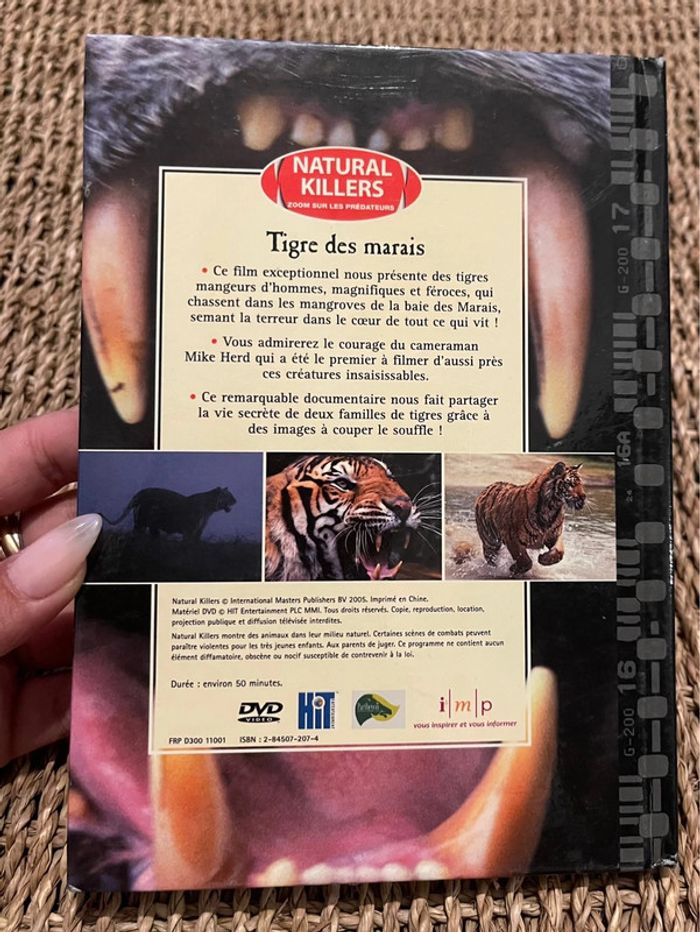 NATURAL
KILLERS
ZOOM SUR LES PRÉDATEURS
Tigre des marais
• Ce film exceptionnel nous présente des tigres
mangeurs d'hommes, magnifiques et féroces, qui
chassent dans les mangroves de la baie des Marais,
semant la terreur dans le cœur de tout ce qui vit !
• Vous admirerez le courage du cameraman
Mike Herd qui a été le premier à filmer d'aussi près
ces créatures insaisissables.
• Ce remarquable documentaire nous fait partager
la vie secrète de deux familles de tigres grâce à
des images à couper le souffle !
Natural Killers © International Masters Publishers BV 2005. Imprimé en Chine.
Matériel DVD © HIT Entertainment PLC MMI. Tous droits réservés. Copie, reproduction, location,
projection publique et diffusion télévisée interdites.
Natural Killers montre des animaux dans leur milieu naturel. Certaines scènes de combats peuvent
paraître violentes pour les très jeunes enfants. Aux parents de juger. Ce programme ne contient aucun
élément diffamatoire, obscène ou nocif susceptible de contrevenir à la loi.
Durée : environ 50 minutes.
DVD
VIDEO
HiT
ENTERTAINMENT
i|m|p
vous inspirer et vous informer
FRP D300 11001 ISBN : 2-84507-207-4
G-200 17
24 16A
G-200 16